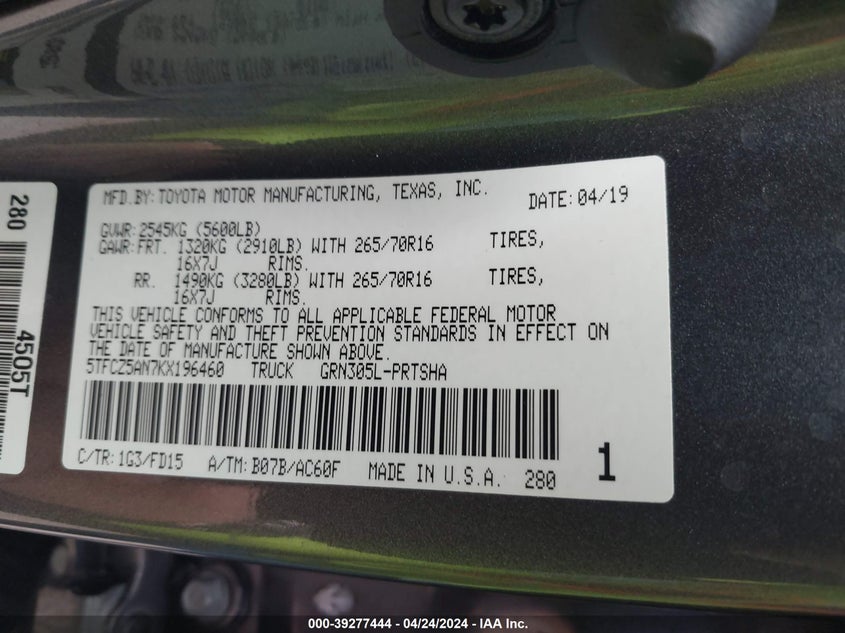 MFD.BY: TOYOTA MOTOR MANUFACTURING, TEXAS, INC.
DATE: 04/19
GVWR: 2545KG (5600LB)
GAWR: FRT. 1320KG (2910LB) WITH 265/70R16 TIRES,
16X7J RIMS.
RR. 1490KG (3280LB) WITH 265/70R16 TIRES,
16X7J RIMS.
THIS VEHICLE CONFORMS TO ALL APPLICABLE FEDERAL MOTOR
VEHICLE SAFETY AND THEFT PREVENTION STANDARDS IN EFFECT ON
THE DATE OF MANUFACTURE SHOWN ABOVE.
5TFCZ5AN7KX196460 TRUCK GRN305L-PRTSHA
C/TR: 1G3/FD15 A/TM: B07B/AC60F MADE IN U.S.A. 280
1
280
4505T
000-39277444 - 04/24/2024 - IAA Inc.